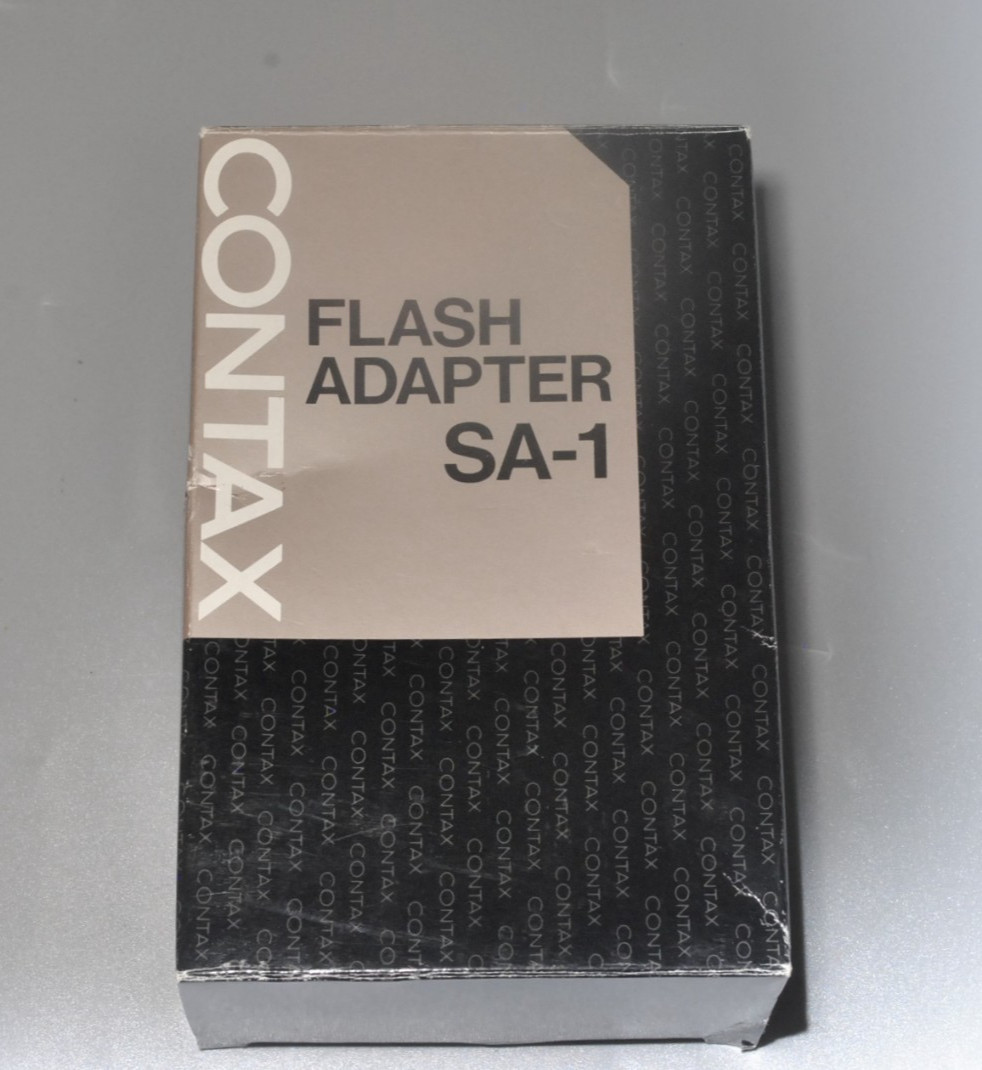 CONTAX
FLASH
ADAPTER
SA-1